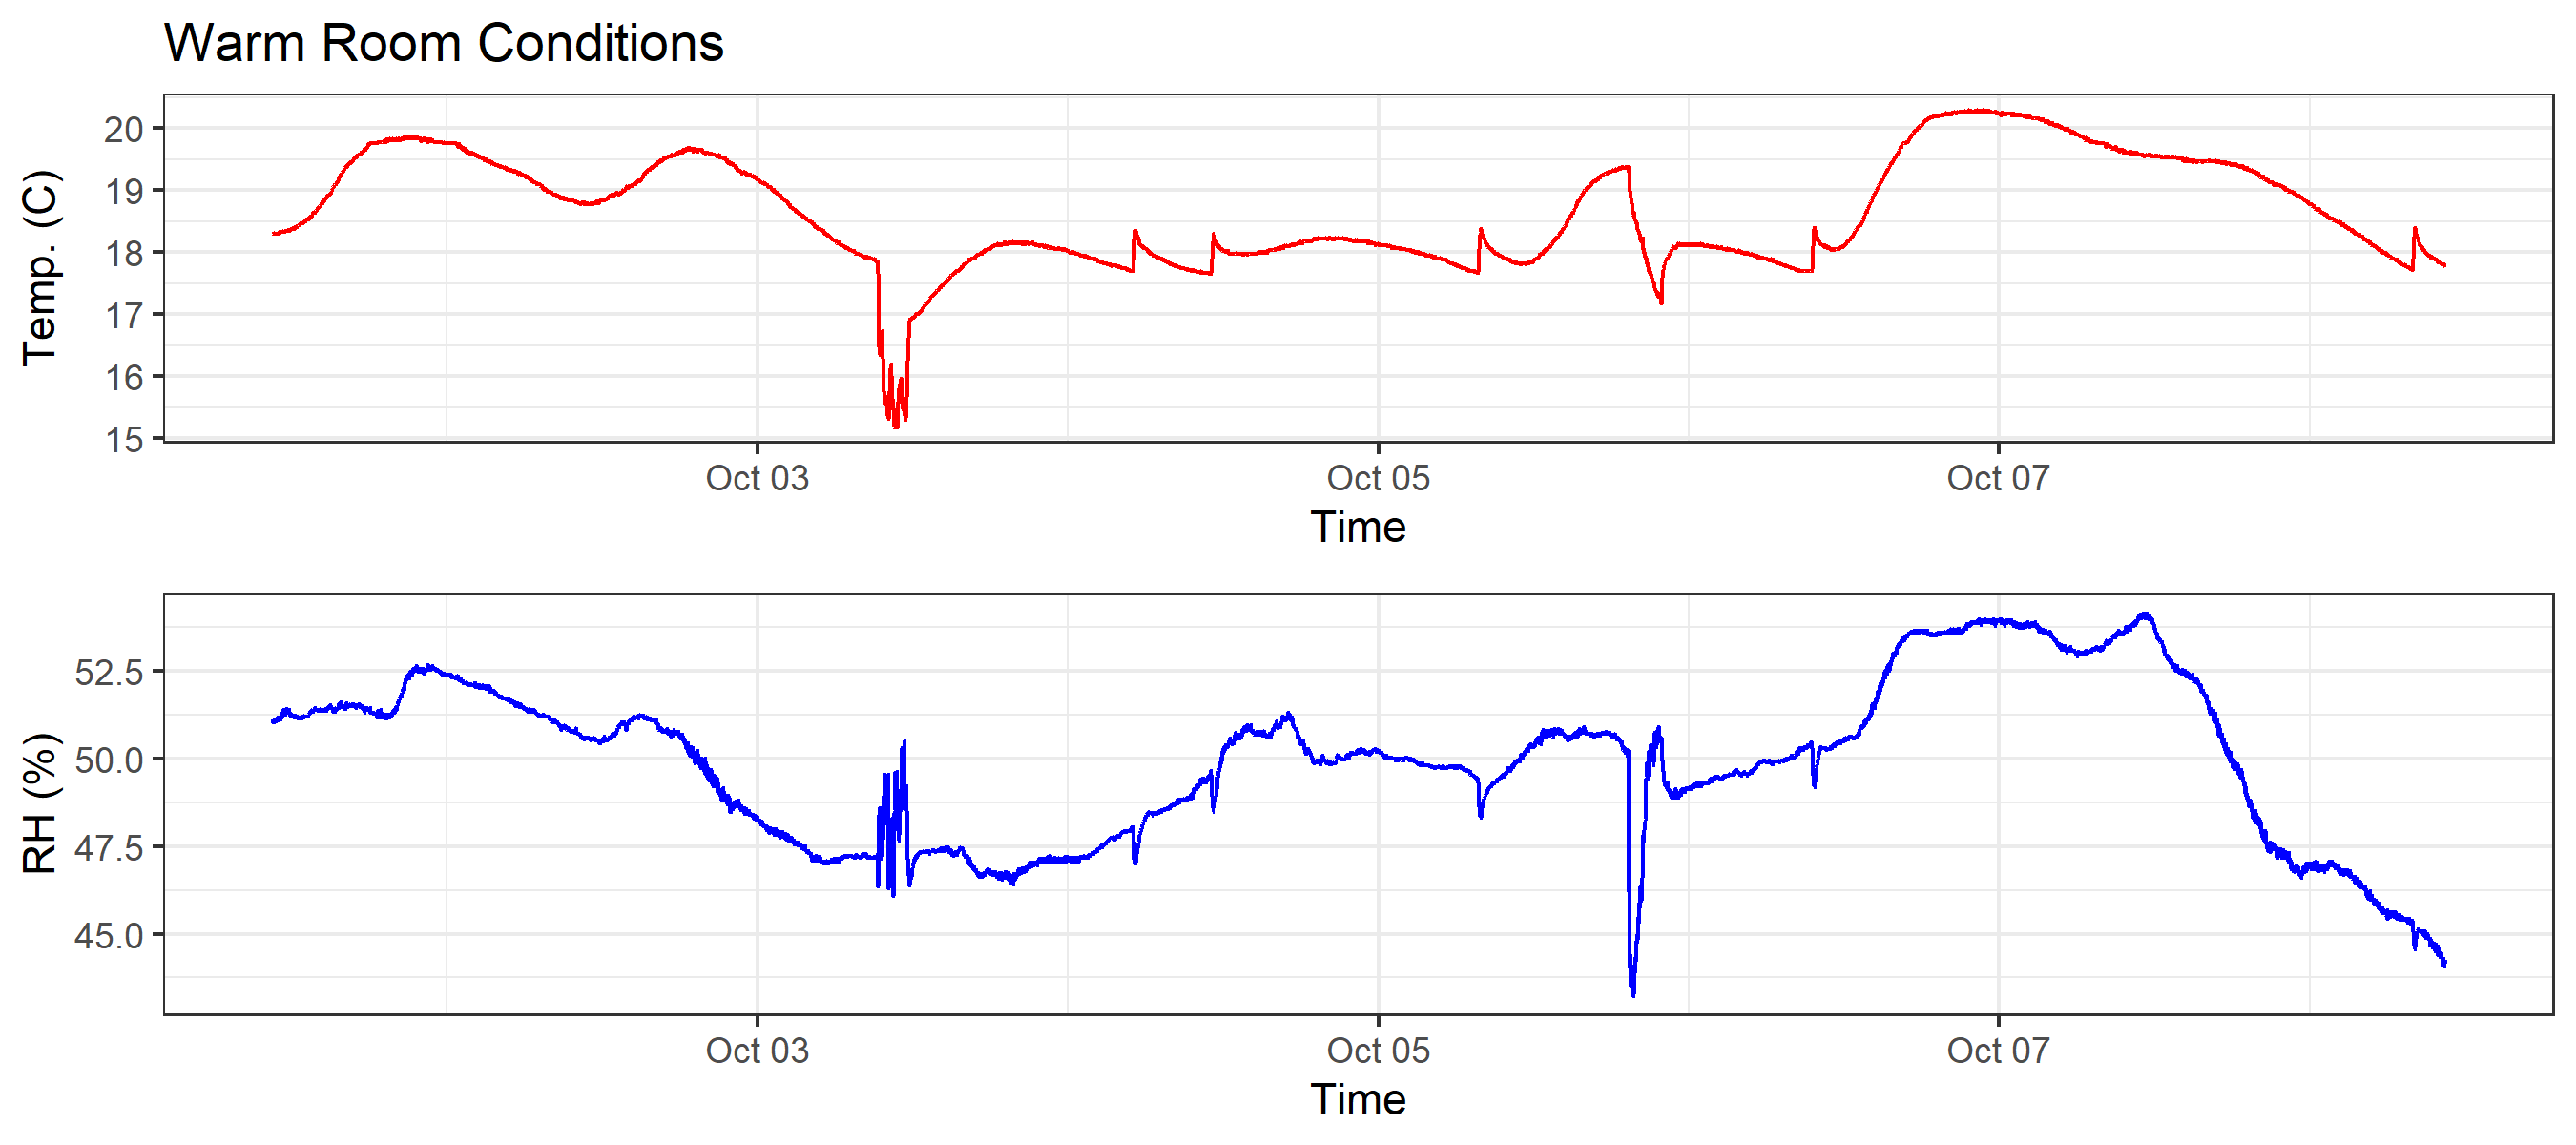 Warm Room Conditions
Temp. (C)
20
19
18
17
16
15
Oct 03 Oct 05 Oct 07
Time
RH (%)
52.5
50.0
47.5
45.0
Oct 03 Oct 05 Oct 07
Time